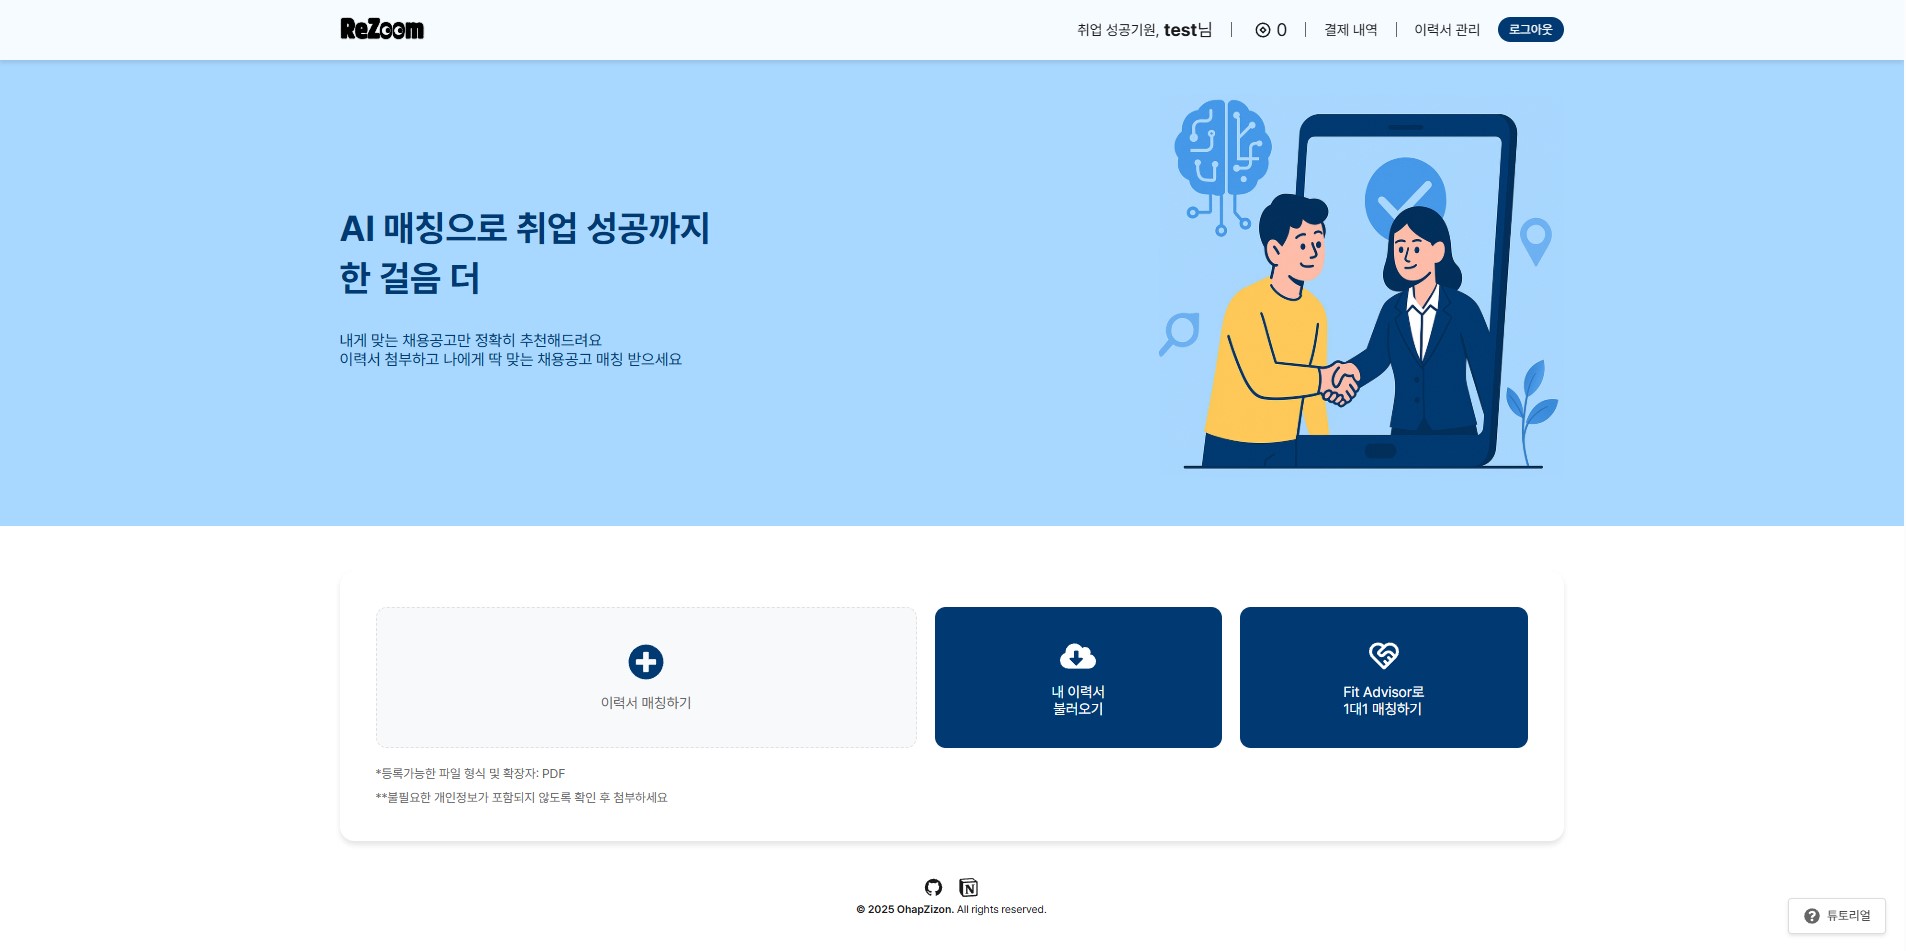 ReZoom
취업 성공기원, test님
0
결제 내역
이력서 관리
로그아웃
AI 매칭으로 취업 성공까지
한 걸음 더
내게 맞는 채용공고만 정확히 추천해드려요
이력서 첨부하고 나에게 딱 맞는 채용공고 매칭 받으세요
이력서 매칭하기
내 이력서
불러오기
Fit Advisor로
1대1 매칭하기
*등록가능한 파일 형식 및 확장자: PDF
**불필요한 개인정보가 포함되지 않도록 확인 후 첨부하세요
© 2025 OhapZizon. All rights reserved.
튜토리얼